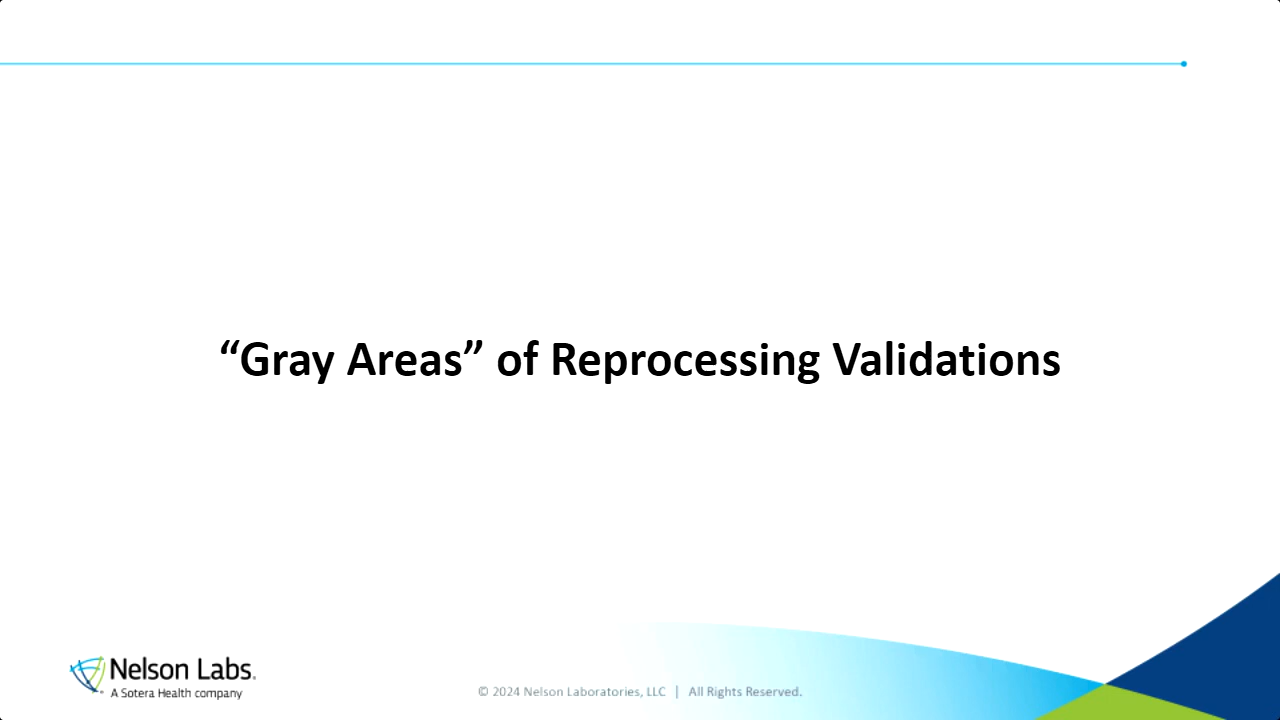 “Gray Areas” of Reprocessing Validations
Nelson Labs.
A Sotera Health company
© 2024 Nelson Laboratories, LLC | All Rights Reserved.